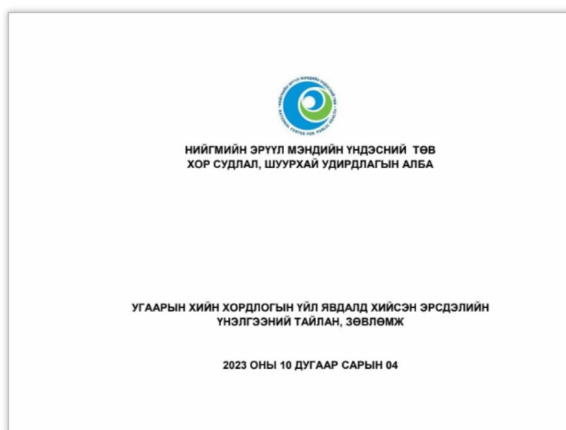 НИЙГМИЙН ЭРҮҮЛ МЭНДИЙН ҮНДЭСНИЙ ТӨВ
ХОР СУДЛАЛ, ШУУРХАЙ УДИРДЛАГЫН АЛБА
УГААРЫН ХИЙН ХОРДЛОГЫН ҮЙЛ ЯВДАЛД ХИЙСЭН ЭРСДЭЛИЙН
ҮНЭЛГЭЭНИЙ ТАЙЛАН, ЗӨВЛӨМЖ
2023 ОНЫ 10 ДУГААР САРЫН 04